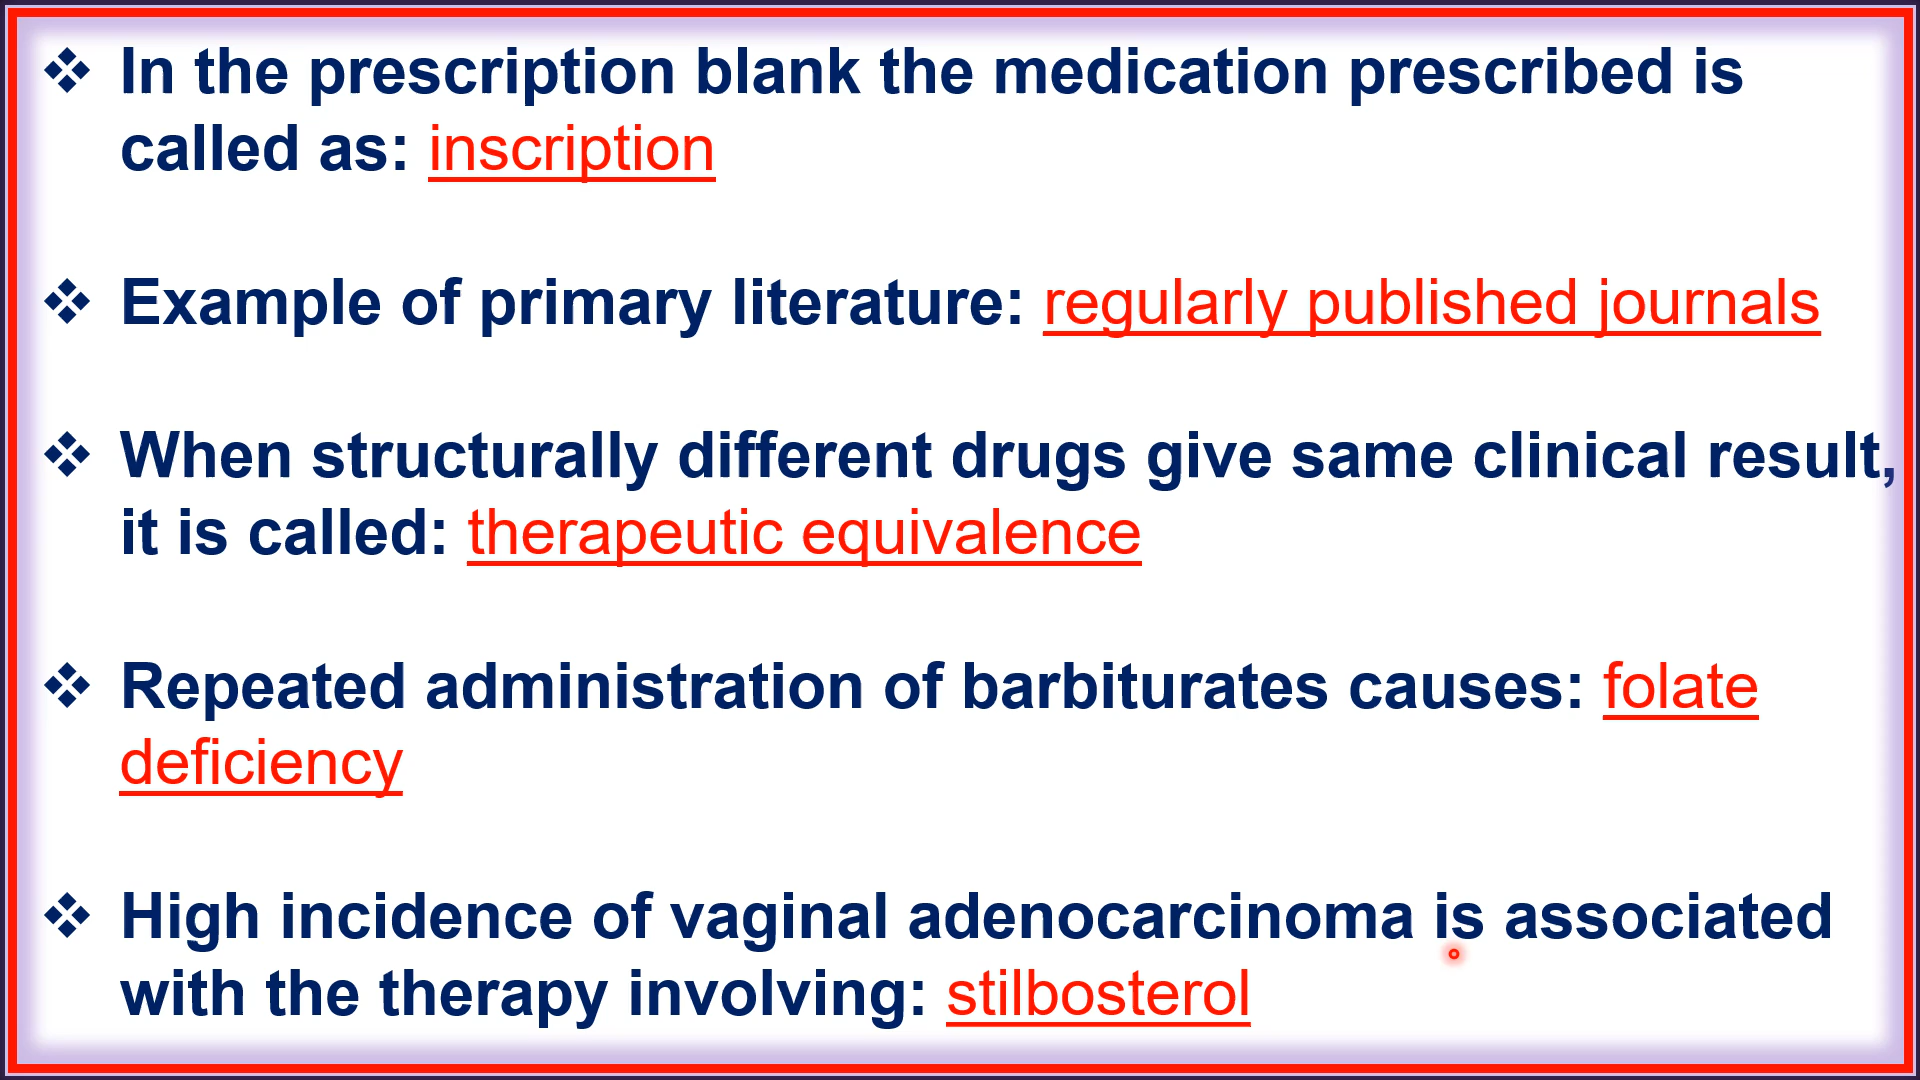 ❖ In the prescription blank the medication prescribed is
called as: inscription
❖ Example of primary literature: regularly published journals
❖ When structurally different drugs give same clinical result,
it is called: therapeutic equivalence
❖ Repeated administration of barbiturates causes: folate
deficiency
❖ High incidence of vaginal adenocarcinoma is associated
with the therapy involving: stilbosterol